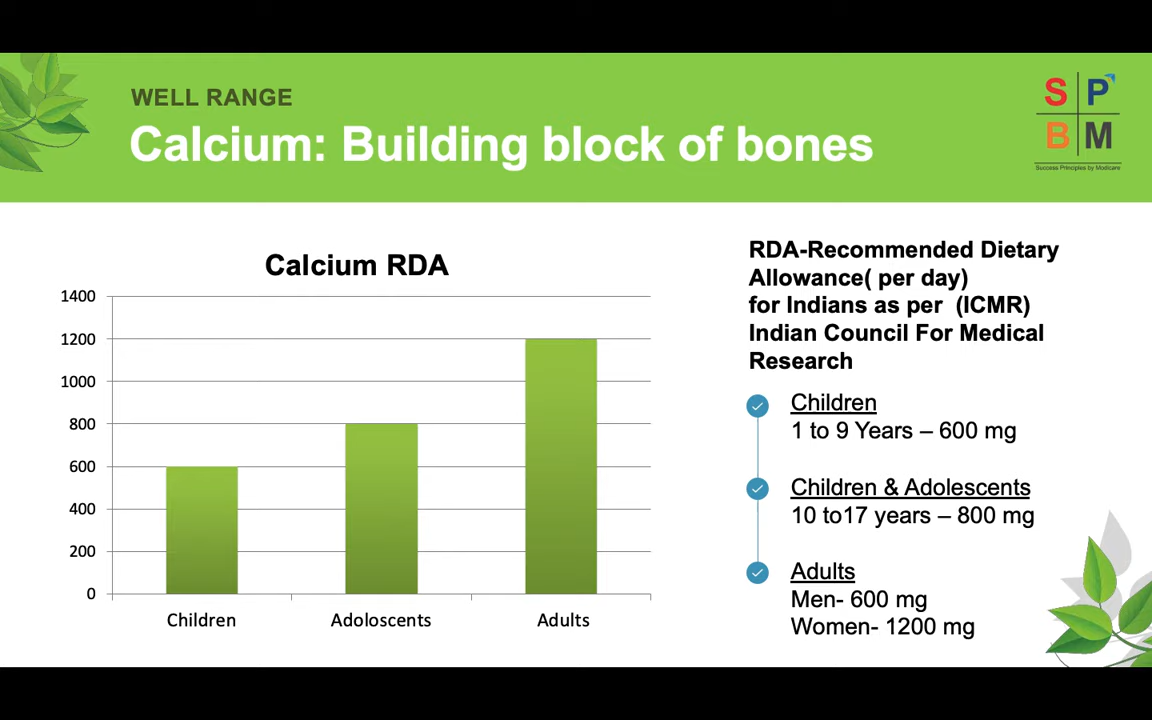 WELL RANGE
Calcium: Building block of bones
S P
B M
Success Principles by Modicare
Calcium RDA
1400
1200
1000
800
600
400
200
0
Children
Adoloscents
Adults
RDA-Recommended Dietary
Allowance( per day)
for Indians as per (ICMR)
Indian Council For Medical
Research
Children
1 to 9 Years – 600 mg
Children & Adolescents
10 to17 years – 800 mg
Adults
Men- 600 mg
Women- 1200 mg